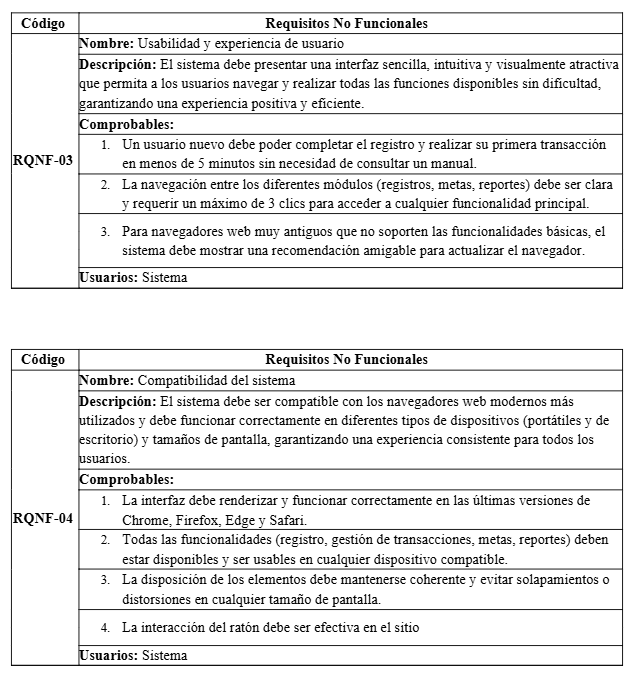 Código Requisitos No Funcionales
Nombre: Usabilidad y experiencia de usuario
Descripción: El sistema debe presentar una interfaz sencilla, intuitiva y visualmente atractiva
que permita a los usuarios navegar y realizar todas las funciones disponibles sin dificultad,
garantizando una experiencia positiva y eficiente.
Comprobables:
1. Un usuario nuevo debe poder completar el registro y realizar su primera transacción
RQNF-03
en menos de 5 minutos sin necesidad de consultar un manual.
2. La navegación entre los diferentes módulos (registros, metas, reportes) debe ser clara
y requerir un máximo de 3 clics para acceder a cualquier funcionalidad principal.
3. Para navegadores web muy antiguos que no soporten las funcionalidades básicas, el
sistema debe mostrar una recomendación amigable para actualizar el navegador.
Usuarios: Sistema
Código Requisitos No Funcionales
Nombre: Compatibilidad del sistema
Descripción: El sistema debe ser compatible con los navegadores web modernos más
utilizados y debe funcionar correctamente en diferentes tipos de dispositivos (portátiles y de
escritorio) y tamaños de pantalla, garantizando una experiencia consistente para todos los
usuarios.
Comprobables:
1. La interfaz debe renderizar y funcionar correctamente en las últimas versiones de
RQNF-04
Chrome, Firefox, Edge y Safari.
2. Todas las funcionalidades (registro, gestión de transacciones, metas, reportes) deben
estar disponibles y ser usables en cualquier dispositivo compatible.
3. La disposición de los elementos debe mantenerse coherente y evitar solapamientos o
distorsiones en cualquier tamaño de pantalla.
4. La interacción del ratón debe ser efectiva en el sitio
Usuarios: Sistema